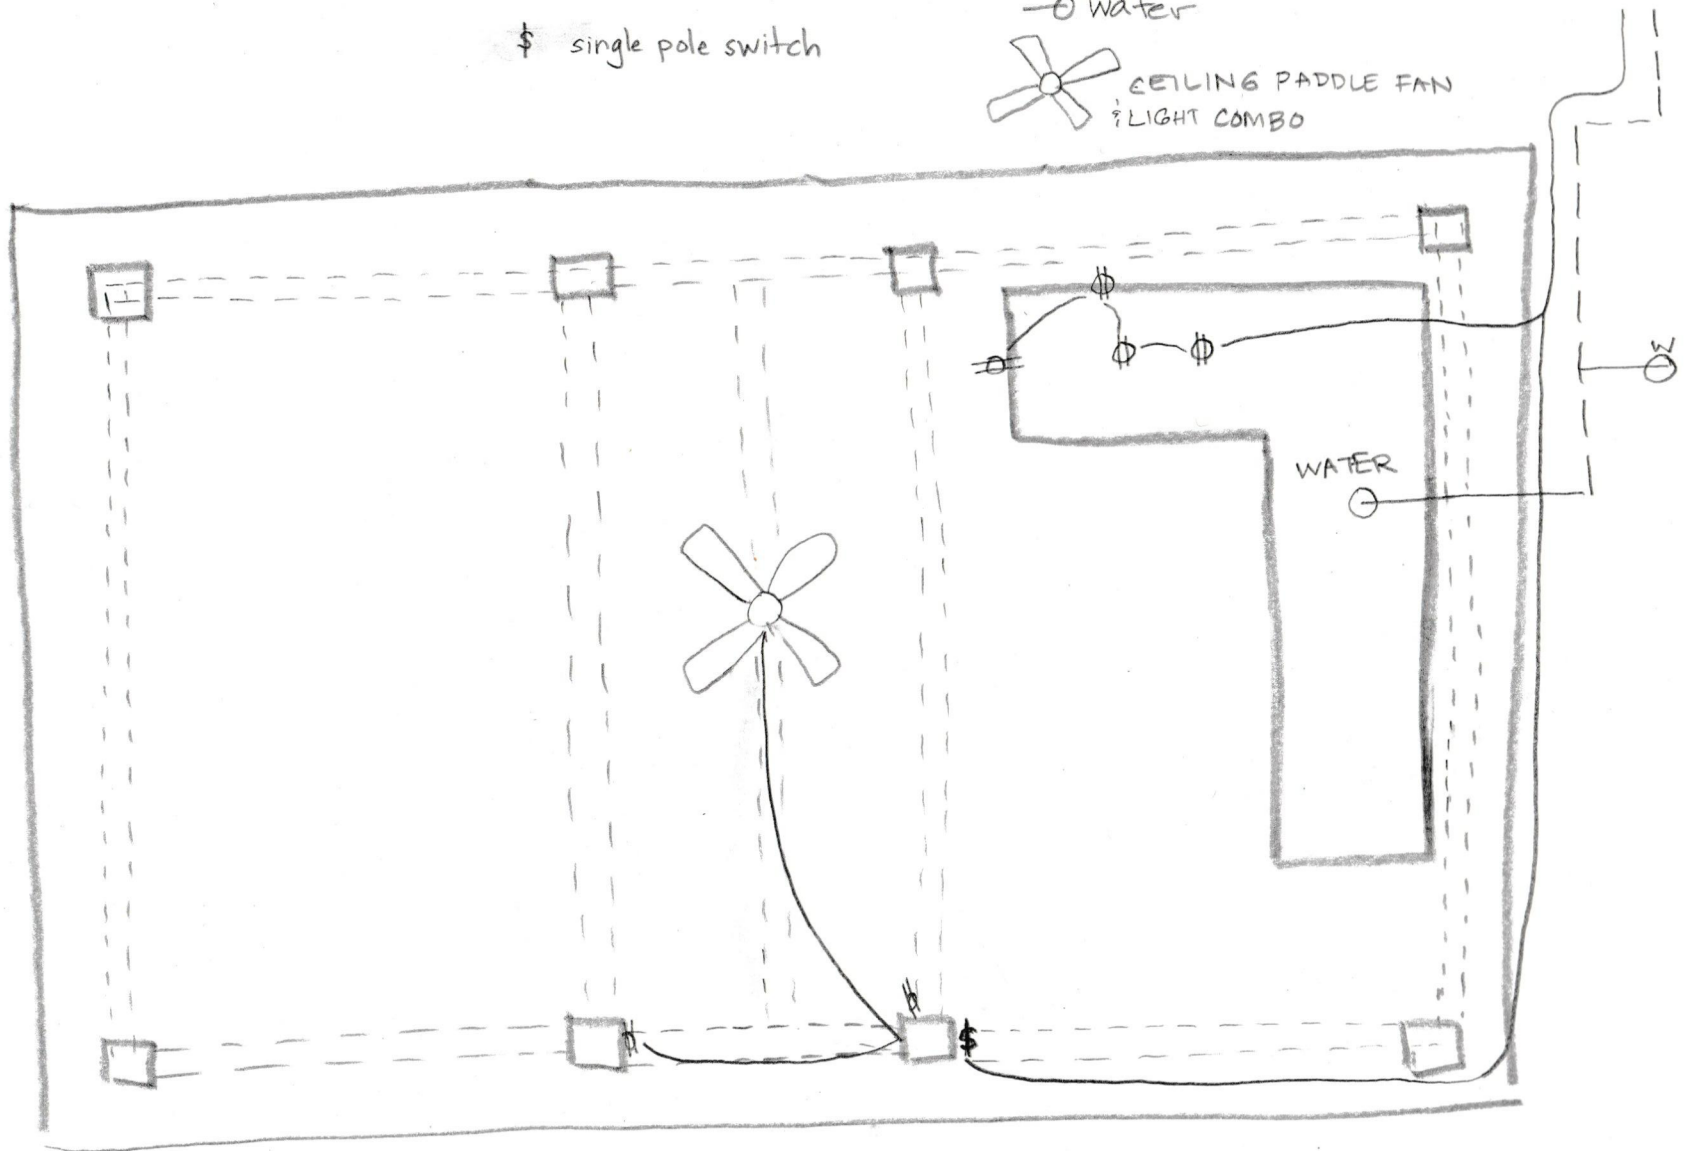 water
$ single pole switch
CEILING PADDLE FAN
& LIGHT COMBO
W
WATER
$